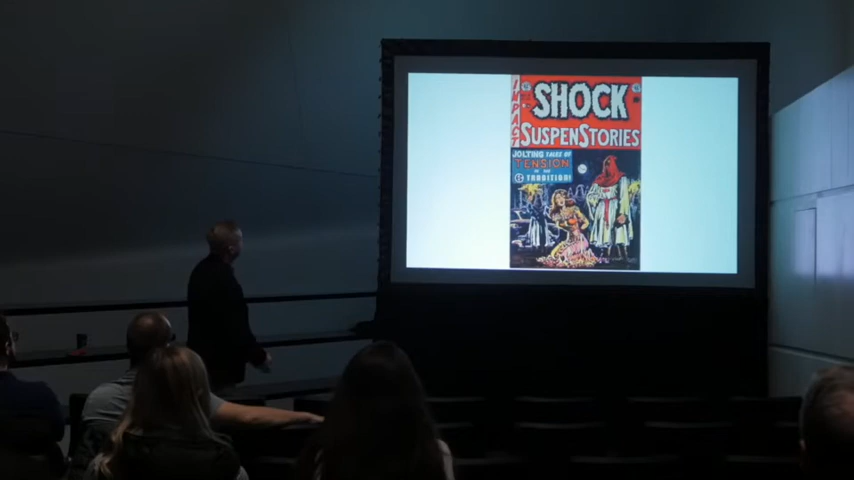 IMPACT
SHOCK
SUSPENSTORIES
JOLTING TALES OF
TENSION
IN THE
EC TRADITION!